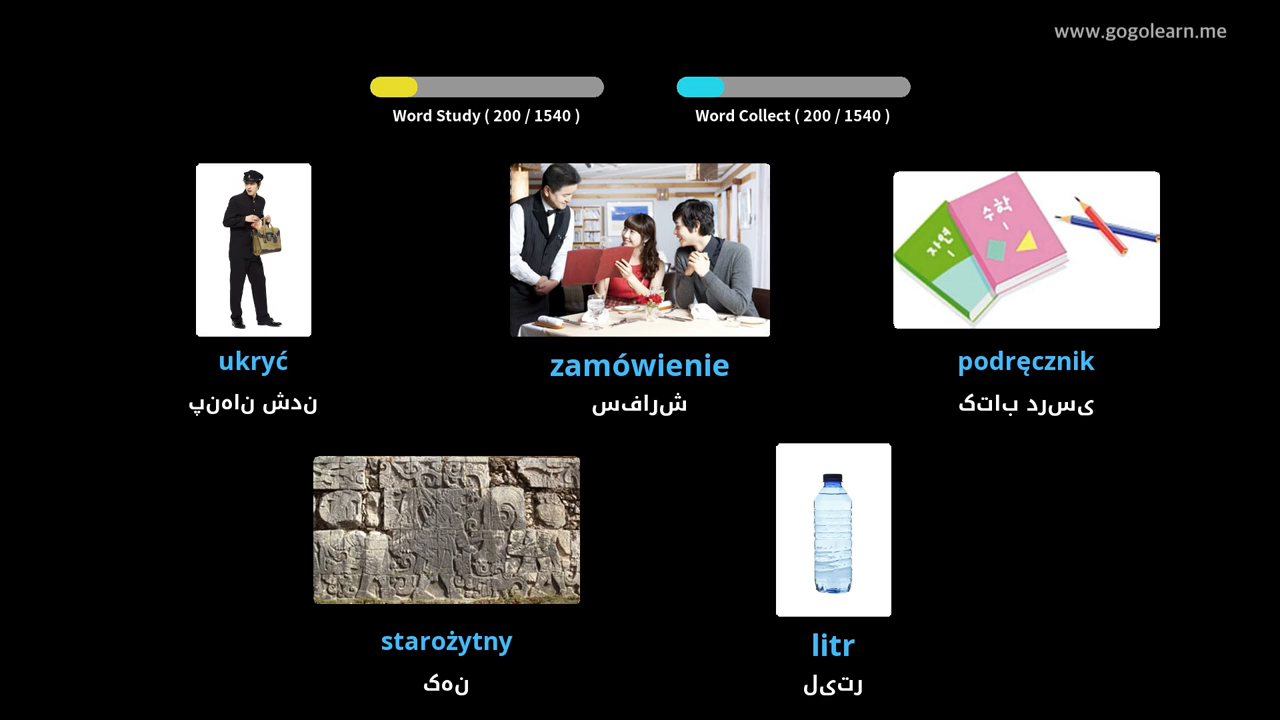 www.gogolearn.me
Word Study ( 200 / 1540 )
Word Collect ( 200 / 1540 )
수학
자연
ukryć
zamówienie
podręcznik
پنهان شدن
سفارش
کتاب درسی
starożytny
litr
کهن
لیتر